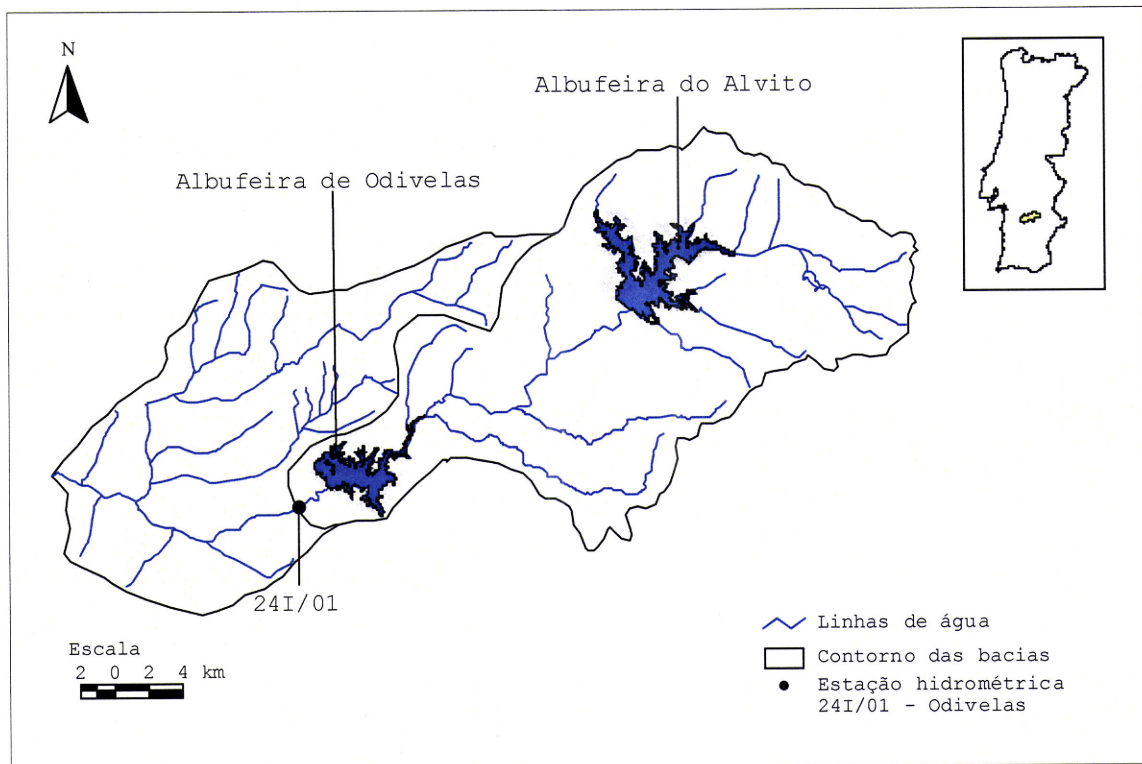 N
Albufeira do Alvito
Albufeira de Odivelas
24I/01
Escala
2 0 2 4 km
Linhas de água
Contorno das bacias
Estação hidrométrica
24I/01 - Odivelas